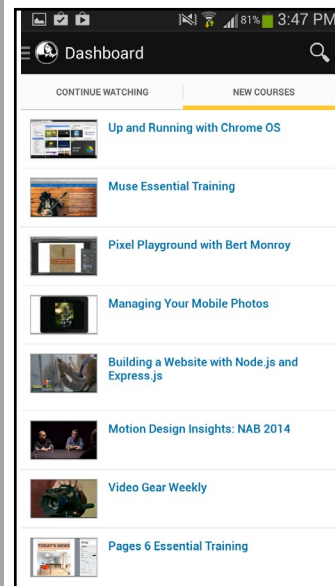 81% 3:47 PM
Dashboard
CONTINUE WATCHING
NEW COURSES
Up and Running with Chrome OS
Muse Essential Training
Pixel Playground with Bert Monroy
Managing Your Mobile Photos
Building a Website with Node.js and
Express.js
Motion Design Insights: NAB 2014
Video Gear Weekly
TODAY'S NEWS
Pages 6 Essential Training